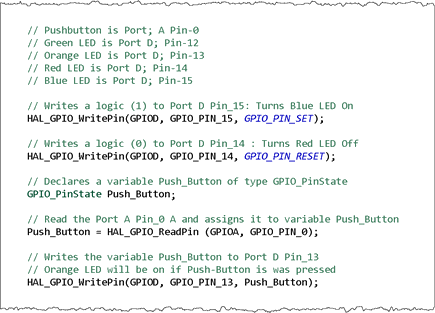 // Pushbutton is Port; A Pin-0
// Green LED is Port D; Pin-12
// Orange LED is Port D; Pin-13
// Red LED is Port D; Pin-14
// Blue LED is Port D; Pin-15
// Writes a logic (1) to Port D Pin_15: Turns Blue LED On
HAL_GPIO_WritePin(GPIOD, GPIO_PIN_15, GPIO_PIN_SET);
// Writes a logic (0) to Port D Pin_14 : Turns Red LED Off
HAL_GPIO_WritePin(GPIOD, GPIO_PIN_14, GPIO_PIN_RESET);
// Declares a variable Push_Button of type GPIO_PinState
GPIO_PinState Push_Button;
// Read the Port A Pin_0 A and assigns it to variable Push_Button
Push_Button = HAL_GPIO_ReadPin (GPIOA, GPIO_PIN_0);
// Writes the variable Push_Button to Port D Pin_13
// Orange LED will be on if Push-Button is was pressed
HAL_GPIO_WritePin(GPIOD, GPIO_PIN_13, Push_Button);